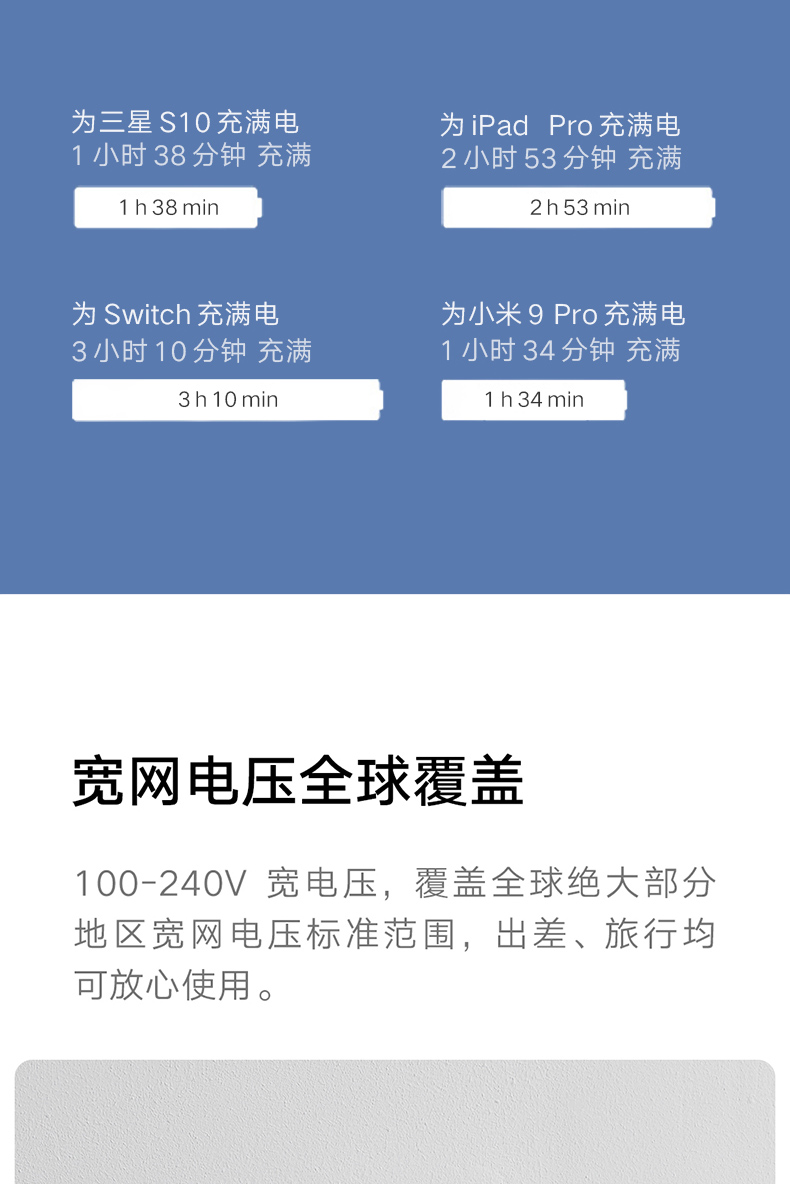 为三星 S10 充满电
1 小时 38 分钟 充满
1 h 38 min
为 iPad Pro 充满电
2 小时 53 分钟 充满
2 h 53 min
为 Switch 充满电
3 小时 10 分钟 充满
3 h 10 min
为小米 9 Pro 充满电
1 小时 34 分钟 充满
1 h 34 min
宽网电压全球覆盖
100-240V 宽电压，覆盖全球绝大部分
地区宽网电压标准范围，出差、旅行均
可放心使用。